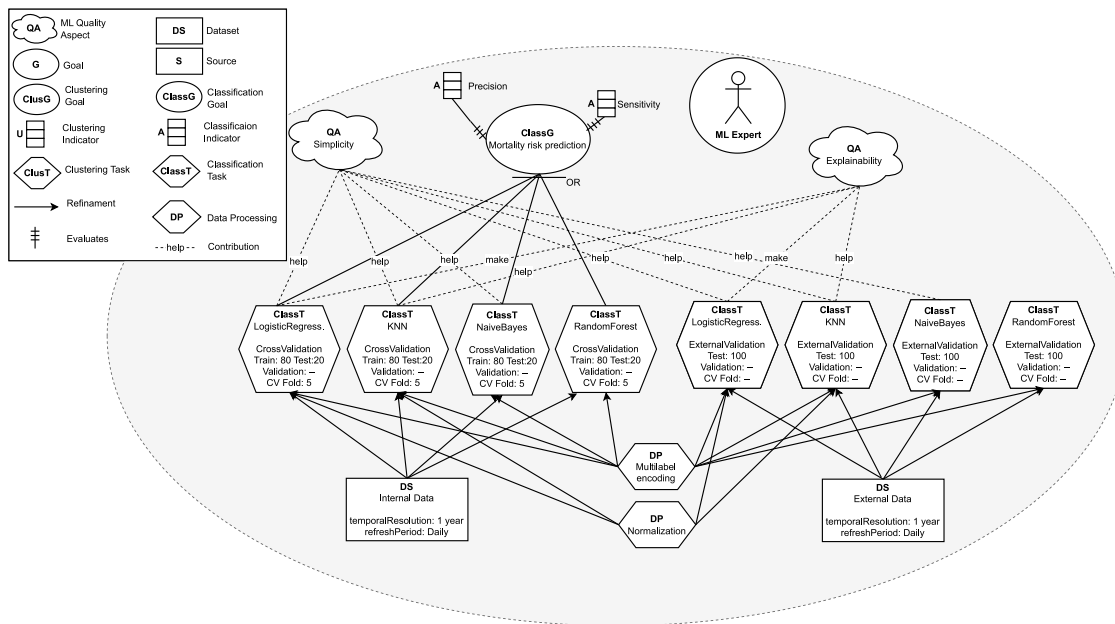 QA
ML Quality
Aspect
DS
Dataset
G
Goal
S
Source
ClusG
Clustering
Goal
ClassG
Classification
Goal
U
Clustering
Indicator
A
Classificaion
Indicator
ClusT
Clustering Task
ClassT
Classification
Task
Refinament
DP
Data Processing
Evaluates
help
Contribution
A
Precision
A
Sensitivity
QA
Simplicity
ClassG
Mortality risk prediction
OR
ML Expert
QA
Explainability
help
help
help
make
help
help
help
make
help
help
ClassT
LogisticRegress.
CrossValidation
Train: 80 Test:20
Validation: –
CV Fold: 5
ClassT
KNN
CrossValidation
Train: 80 Test:20
Validation: –
CV Fold: 5
ClassT
NaiveBayes
CrossValidation
Train: 80 Test:20
Validation: –
CV Fold: 5
ClassT
RandomForest
CrossValidation
Train: 80 Test:20
Validation: –
CV Fold: 5
ClassT
LogisticRegress.
ExternalValidation
Test: 100
Validation: –
CV Fold: –
ClassT
KNN
ExternalValidation
Test: 100
Validation: –
CV Fold: –
ClassT
NaiveBayes
ExternalValidation
Test: 100
Validation: –
CV Fold: –
ClassT
RandomForest
ExternalValidation
Test: 100
Validation: –
CV Fold: –
DP
Multilabel
encoding
DS
Internal Data
temporalResolution: 1 year
refreshPeriod: Daily
DP
Normalization
DS
External Data
temporalResolution: 1 year
refreshPeriod: Daily